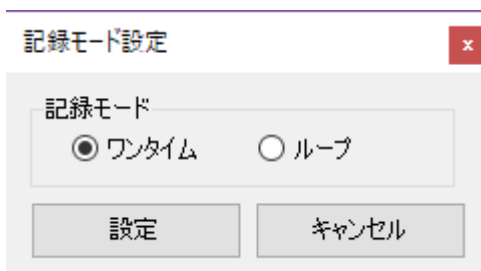 記録モード設定
x
記録モード
ワンタイム ループ
設定 キャンセル